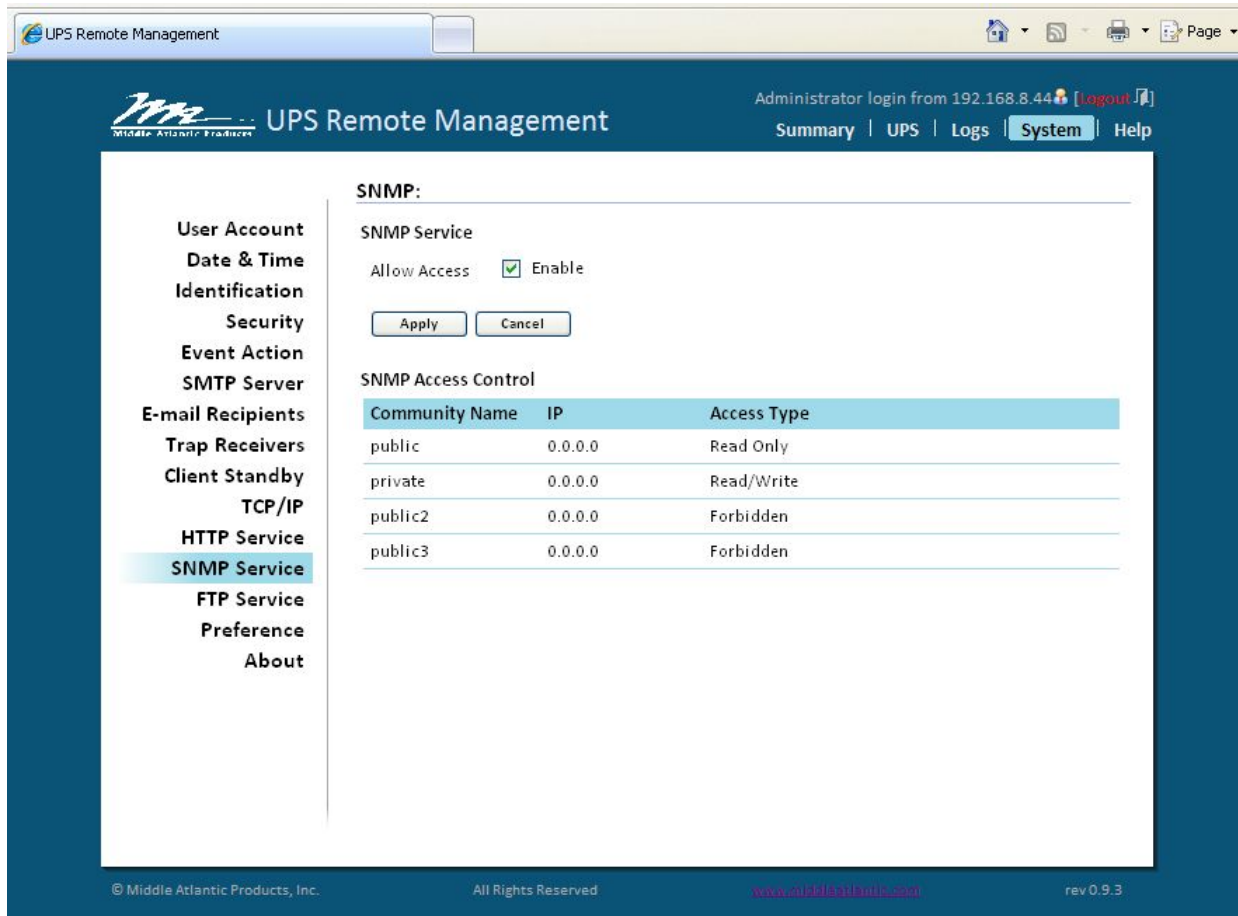 UPS Remote Management
Page
Middle Atlantic Products
UPS Remote Management
Administrator login from 192.168.8.44 [Logout]
Summary | UPS | Logs | System | Help
SNMP:
User Account
Date & Time
Identification
Security
Event Action
SMTP Server
E-mail Recipients
Trap Receivers
Client Standby
TCP/IP
HTTP Service
SNMP Service
FTP Service
Preference
About
SNMP Service
Allow Access Enable
Apply Cancel
SNMP Access Control
Community Name IP Access Type
public 0.0.0.0 Read Only
private 0.0.0.0 Read/Write
public2 0.0.0.0 Forbidden
public3 0.0.0.0 Forbidden
© Middle Atlantic Products, Inc. All Rights Reserved www.middleatlantic.com rev 0.9.3